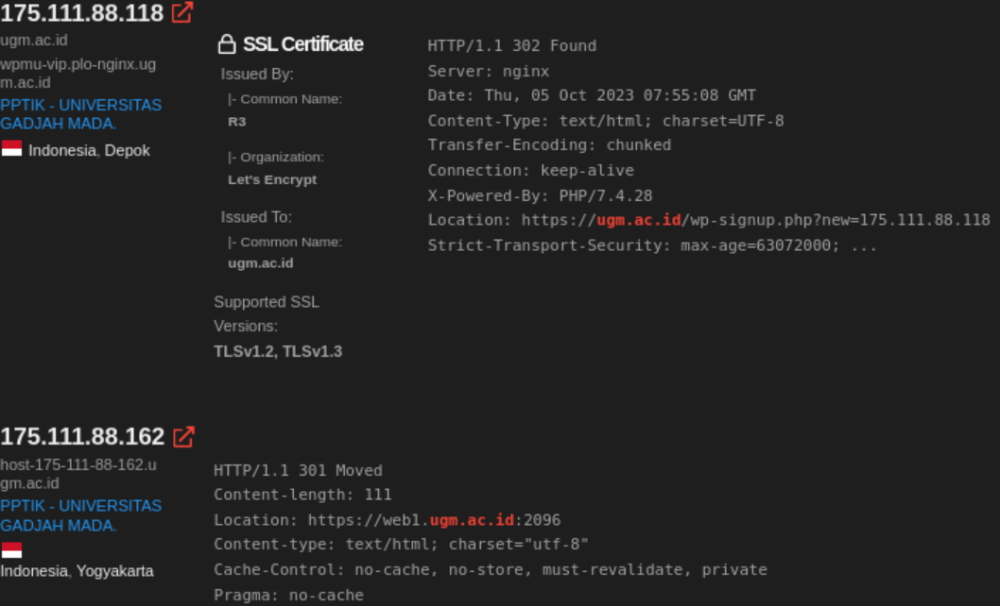 175.111.88.118
ugm.ac.id
wpmu-vip.plo-nginx.ug
m.ac.id
PPTIK - UNIVERSITAS
GADJAH MADA.
Indonesia, Depok
SSL Certificate
Issued By:
|- Common Name:
R3
|- Organization:
Let's Encrypt
Issued To:
|- Common Name:
ugm.ac.id
Supported SSL
Versions:
TLSv1.2, TLSv1.3
HTTP/1.1 302 Found
Server: nginx
Date: Thu, 05 Oct 2023 07:55:08 GMT
Content-Type: text/html; charset=UTF-8
Transfer-Encoding: chunked
Connection: keep-alive
X-Powered-By: PHP/7.4.28
Location: https://ugm.ac.id/wp-signup.php?new=175.111.88.118
Strict-Transport-Security: max-age=63072000; ...
175.111.88.162
host-175-111-88-162.u
gm.ac.id
PPTIK - UNIVERSITAS
GADJAH MADA.
Indonesia, Yogyakarta
HTTP/1.1 301 Moved
Content-length: 111
Location: https://web1.ugm.ac.id:2096
Content-type: text/html; charset="utf-8"
Cache-Control: no-cache, no-store, must-revalidate, private
Pragma: no-cache